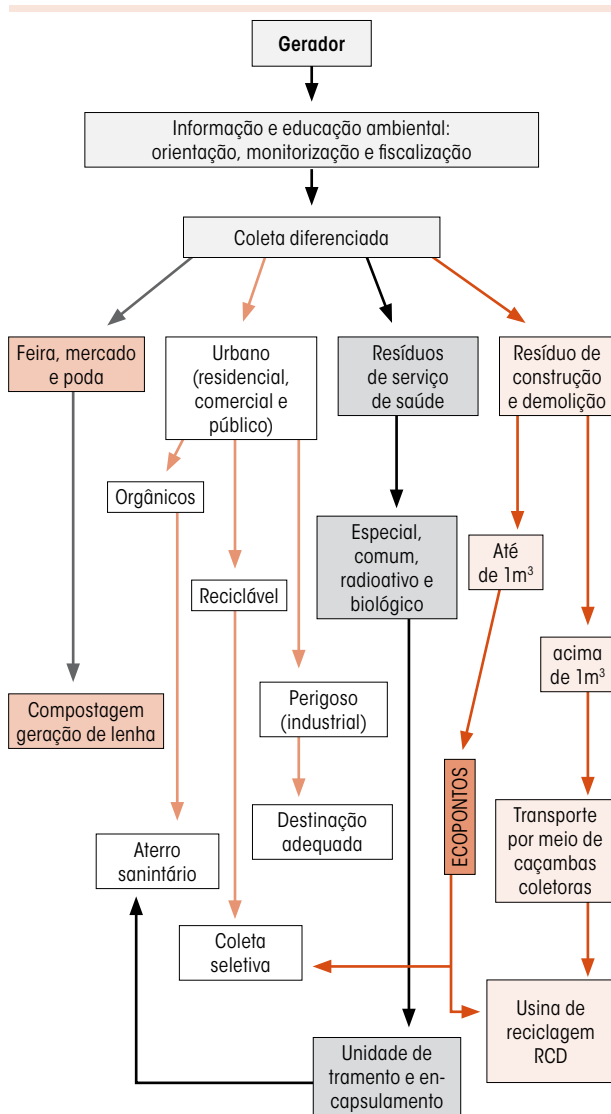 Gerador
Informação e educação ambiental:
orientação, monitorização e fiscalização
Coleta diferenciada
Feira, mercado
e poda
Urbano
(residencial,
comercial e
público)
Resíduos
de serviço
de saúde
Resíduo de
construção
e demolição
Orgânicos
Reciclável
Especial,
comum,
radioativo e
biológico
Até
de 1m³
acima
de 1m³
Compostagem
geração de lenha
Perigoso
(industrial)
ECOPONTOS
Transporte
por meio de
caçambas
coletoras
Destinação
adequada
Aterro
sanintário
Coleta
seletiva
Usina de
reciclagem
RCD
Unidade de
tramento e en-
capsulamento